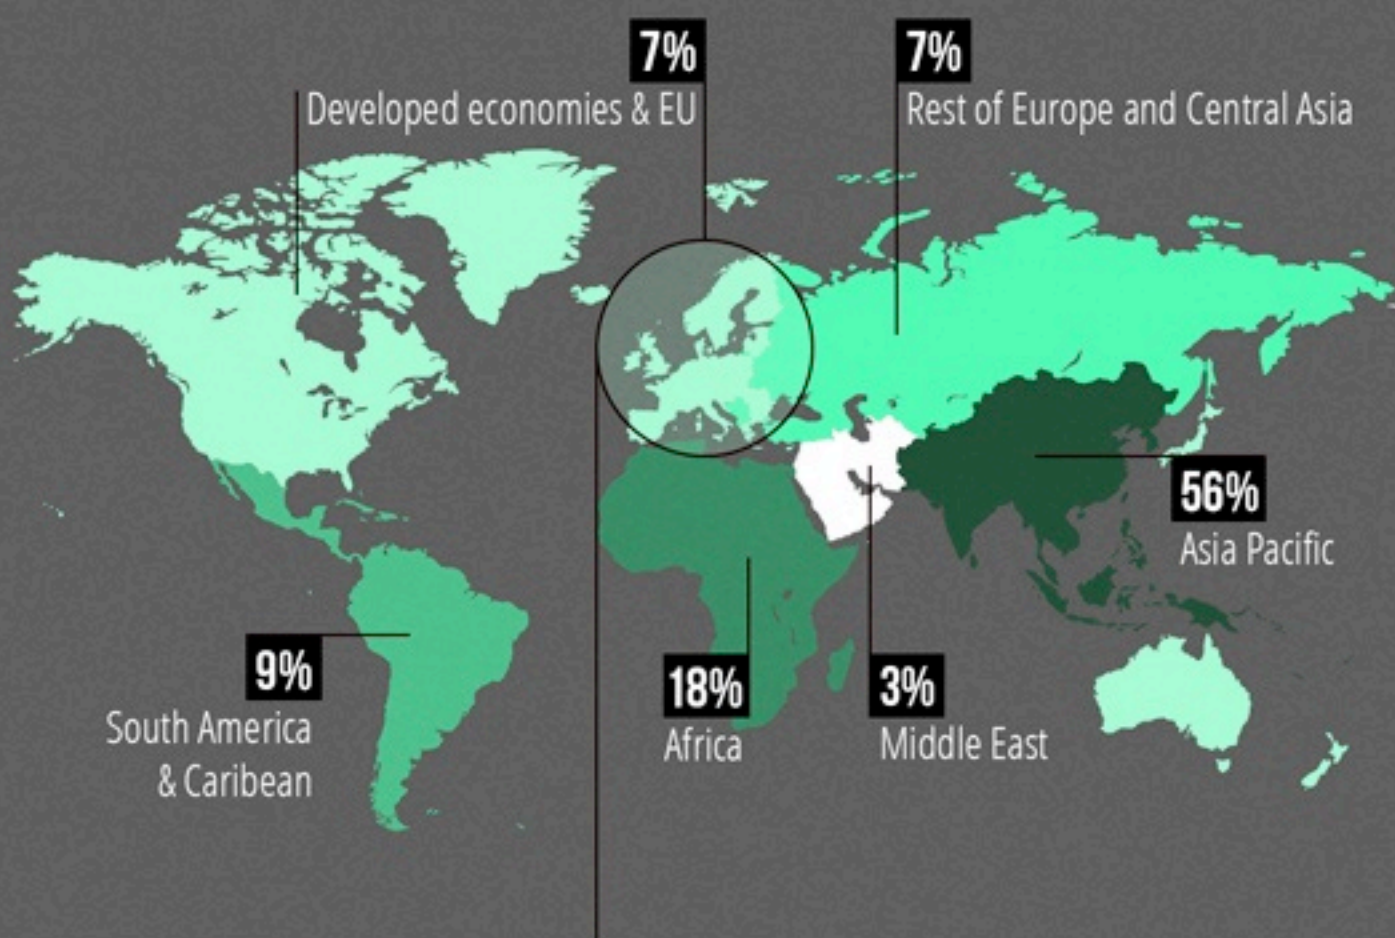 7%
Developed economies & EU
7%
Rest of Europe and Central Asia
56%
Asia Pacific
9%
South America
& Caribean
18%
Africa
3%
Middle East